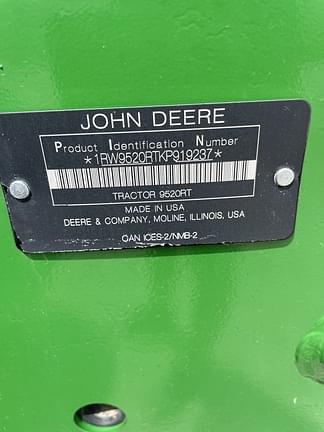 JOHN DEERE
Product Identification Number
*1RW9520RTKP919237*
TRACTOR 9520RT
MADE IN USA
DEERE & COMPANY, MOLINE, ILLINOIS, USA
CAN ICES-2/NMB-2